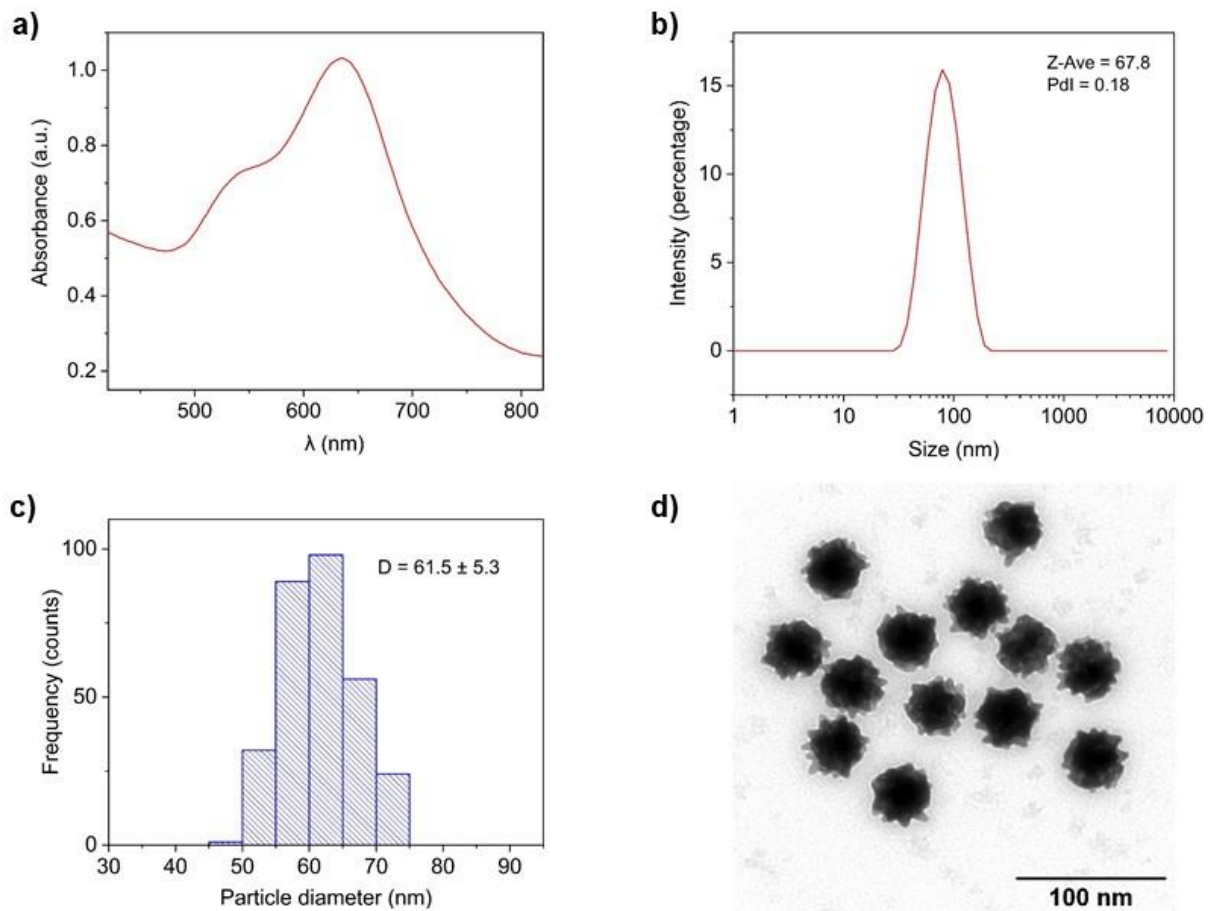 a)
1.0
0.8
0.6
0.4
0.2
Absorbance (a.u.)
500 600 700 800
λ (nm)
b)
Z-Ave = 67.8
PdI = 0.18
15
10
5
0
Intensity (percentage)
1 10 100 1000 10000
Size (nm)
c)
D = 61.5 ± 5.3
100
50
0
Frequency (counts)
30 40 50 60 70 80 90
Particle diameter (nm)
d)
100 nm